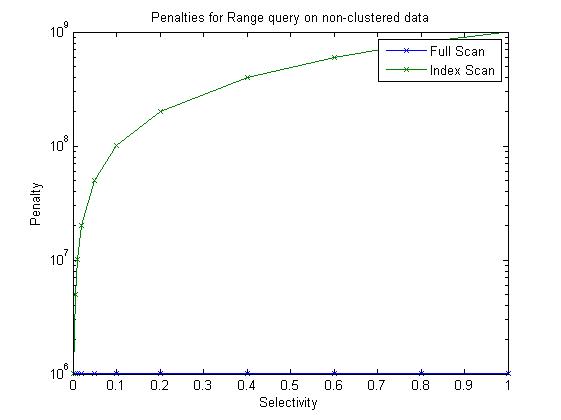 Penalties for Range query on non-clustered data
10^9
Full Scan
Index Scan
10^8
Penalty
10^7
10^6
0 0.1 0.2 0.3 0.4 0.5 0.6 0.7 0.8 0.9 1
Selectivity